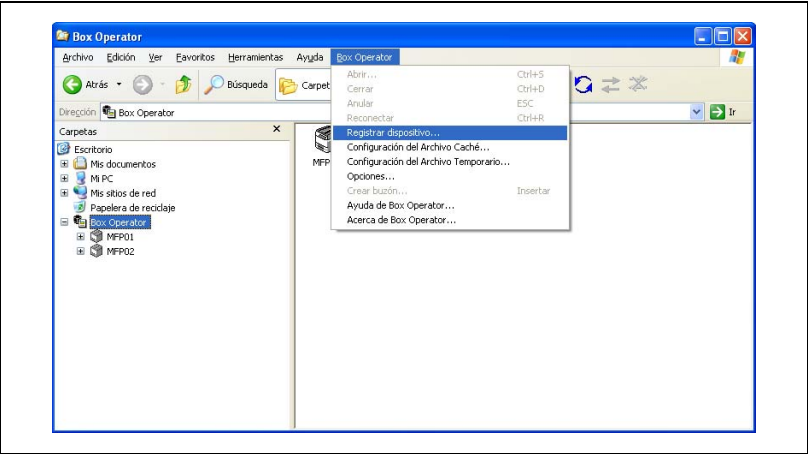 Box Operator
Archivo Edición Ver Favoritos Herramientas Ayuda Box Operator
Atrás Búsqueda Carpet
Dirección Box Operator Ir
Carpetas
Escritorio
Mis documentos
Mi PC
Mis sitios de red
Papelera de reciclaje
Box Operator
MFP01
MFP02
MFP
Abrir... Ctrl+S
Cerrar Ctrl+D
Anular ESC
Reconectar Ctrl+R
Registrar dispositivo...
Configuración del Archivo Caché...
Configuración del Archivo Temporario...
Opciones...
Crear buzón... Insertar
Ayuda de Box Operator...
Acerca de Box Operator...